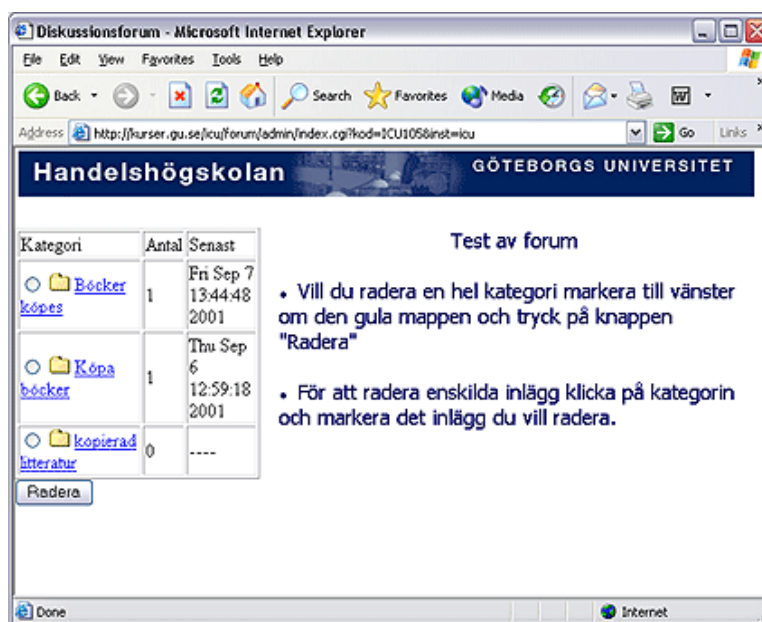 Diskussionsforum - Microsoft Internet Explorer
File Edit View Favorites Tools Help
Back Search Favorites Media
Address http://kurser.gu.se/icu/forum/admin/index.cgi?kod=ICU105&inst=icu Go Links
Handelshögskolan GÖTEBORGS UNIVERSITET
Kategori Antal Senast
Böcker köpes 1 Fri Sep 7 13:44:48 2001
Köpa böcker 1 Thu Sep 6 12:59:18 2001
kopierad litteratur 0 ----
Radera
Test av forum
• Vill du radera en hel kategori markera till vänster
om den gula mappen och tryck på knappen
"Radera"
• För att radera enskilda inlägg klicka på kategorin
och markera det inlägg du vill radera.
Done Internet